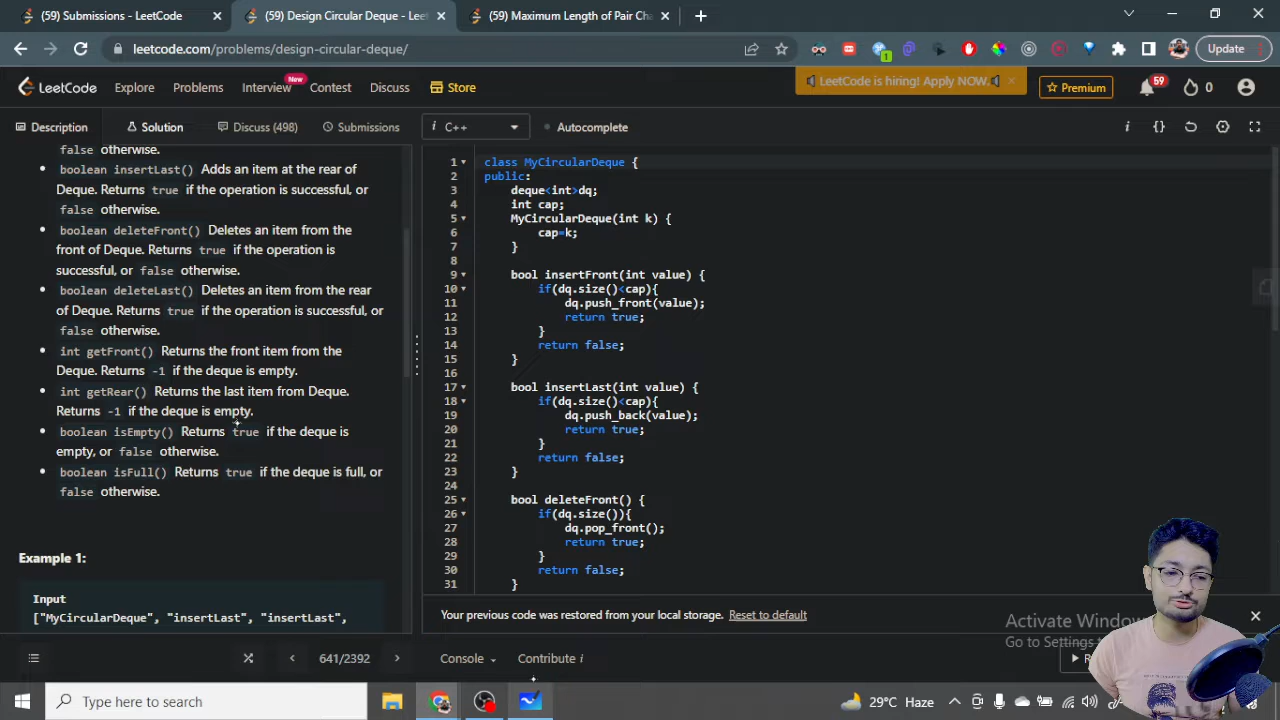 (59) Submissions - LeetCode
(59) Design Circular Deque - Leet
(59) Maximum Length of Pair Cha
leetcode.com/problems/design-circular-deque/
1
Update
LeetCode
Explore
Problems
Interview
New
Contest
Discuss
Store
LeetCode is hiring! Apply NOW.
Premium
59
0
Description
Solution
Discuss (498)
Submissions
i C++
Autocomplete
false otherwise.
boolean insertLast() Adds an item at the rear of
Deque. Returns true if the operation is successful, or
false otherwise.
boolean deleteFront() Deletes an item from the
front of Deque. Returns true if the operation is
successful, or false otherwise.
boolean deleteLast() Deletes an item from the rear
of Deque. Returns true if the operation is successful, or
false otherwise.
int getFront() Returns the front item from the
Deque. Returns -1 if the deque is empty.
int getRear() Returns the last item from Deque.
Returns -1 if the deque is empty.
boolean isEmpty() Returns true if the deque is
empty, or false otherwise.
boolean isFull() Returns true if the deque is full, or
false otherwise.
Example 1:
Input
["MyCircularDeque", "insertLast", "insertLast",
1 class MyCircularDeque {
2 public:
3 deque<int>dq;
4 int cap;
5 MyCircularDeque(int k) {
6 cap=k;
7 }
8
9 bool insertFront(int value) {
10 if(dq.size()<cap){
11 dq.push_front(value);
12 return true;
13 }
14 return false;
15 }
16
17 bool insertLast(int value) {
18 if(dq.size()<cap){
19 dq.push_back(value);
20 return true;
21 }
22 return false;
23 }
24
25 bool deleteFront() {
26 if(dq.size()){
27 dq.pop_front();
28 return true;
29 }
30 return false;
31 }
Your previous code was restored from your local storage. Reset to default
Activate Window
Go to Settings
641/2392
Console
Contribute i
Type here to search
29°C Haze